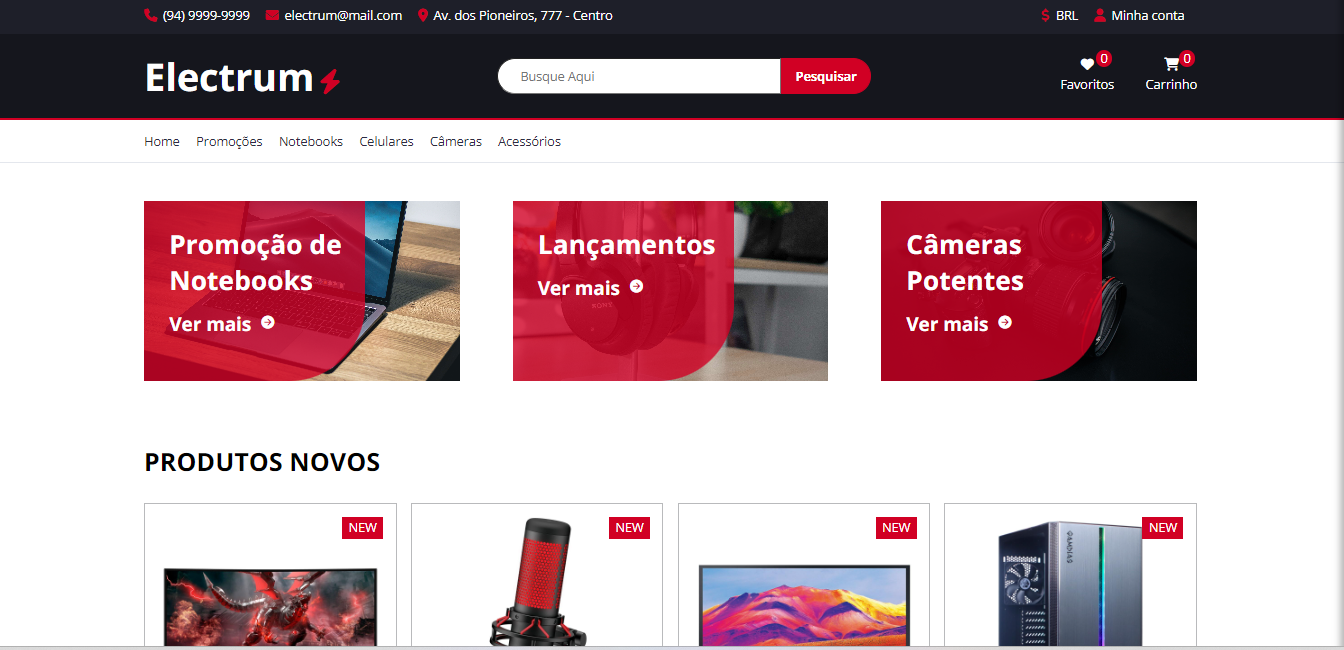 (94) 9999-9999 electrum@mail.com Av. dos Pioneiros, 777 - Centro $ BRL Minha conta
Electrum Busque Aqui Pesquisar 0 Favoritos 0 Carrinho
Home Promoções Notebooks Celulares Câmeras Acessórios
Promoção de
Notebooks
Ver mais
Lançamentos
Ver mais
Câmeras
Potentes
Ver mais
PRODUTOS NOVOS
NEW NEW NEW NEW
GAMDIAS